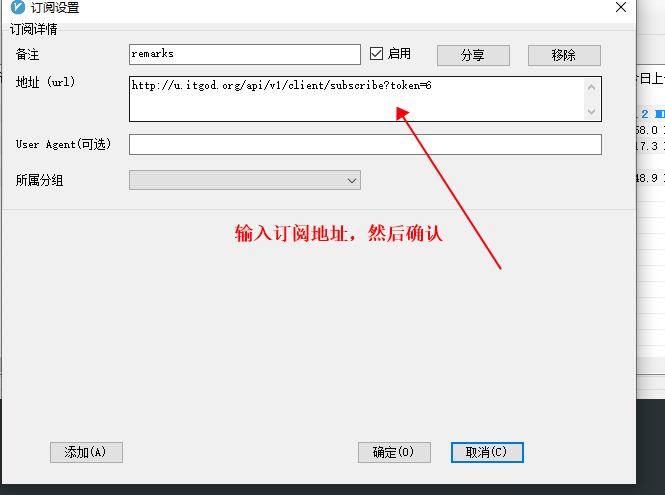 订阅设置
订阅详情
备注 remarks 启用 分享 移除
地址 (url) http://u.itgod.org/api/v1/client/subscribe?token=6
User Agent(可选)
所属分组
输入订阅地址，然后确认
添加(A) 确定(O) 取消(C)
今日上
.2
58.0
17.3
48.9